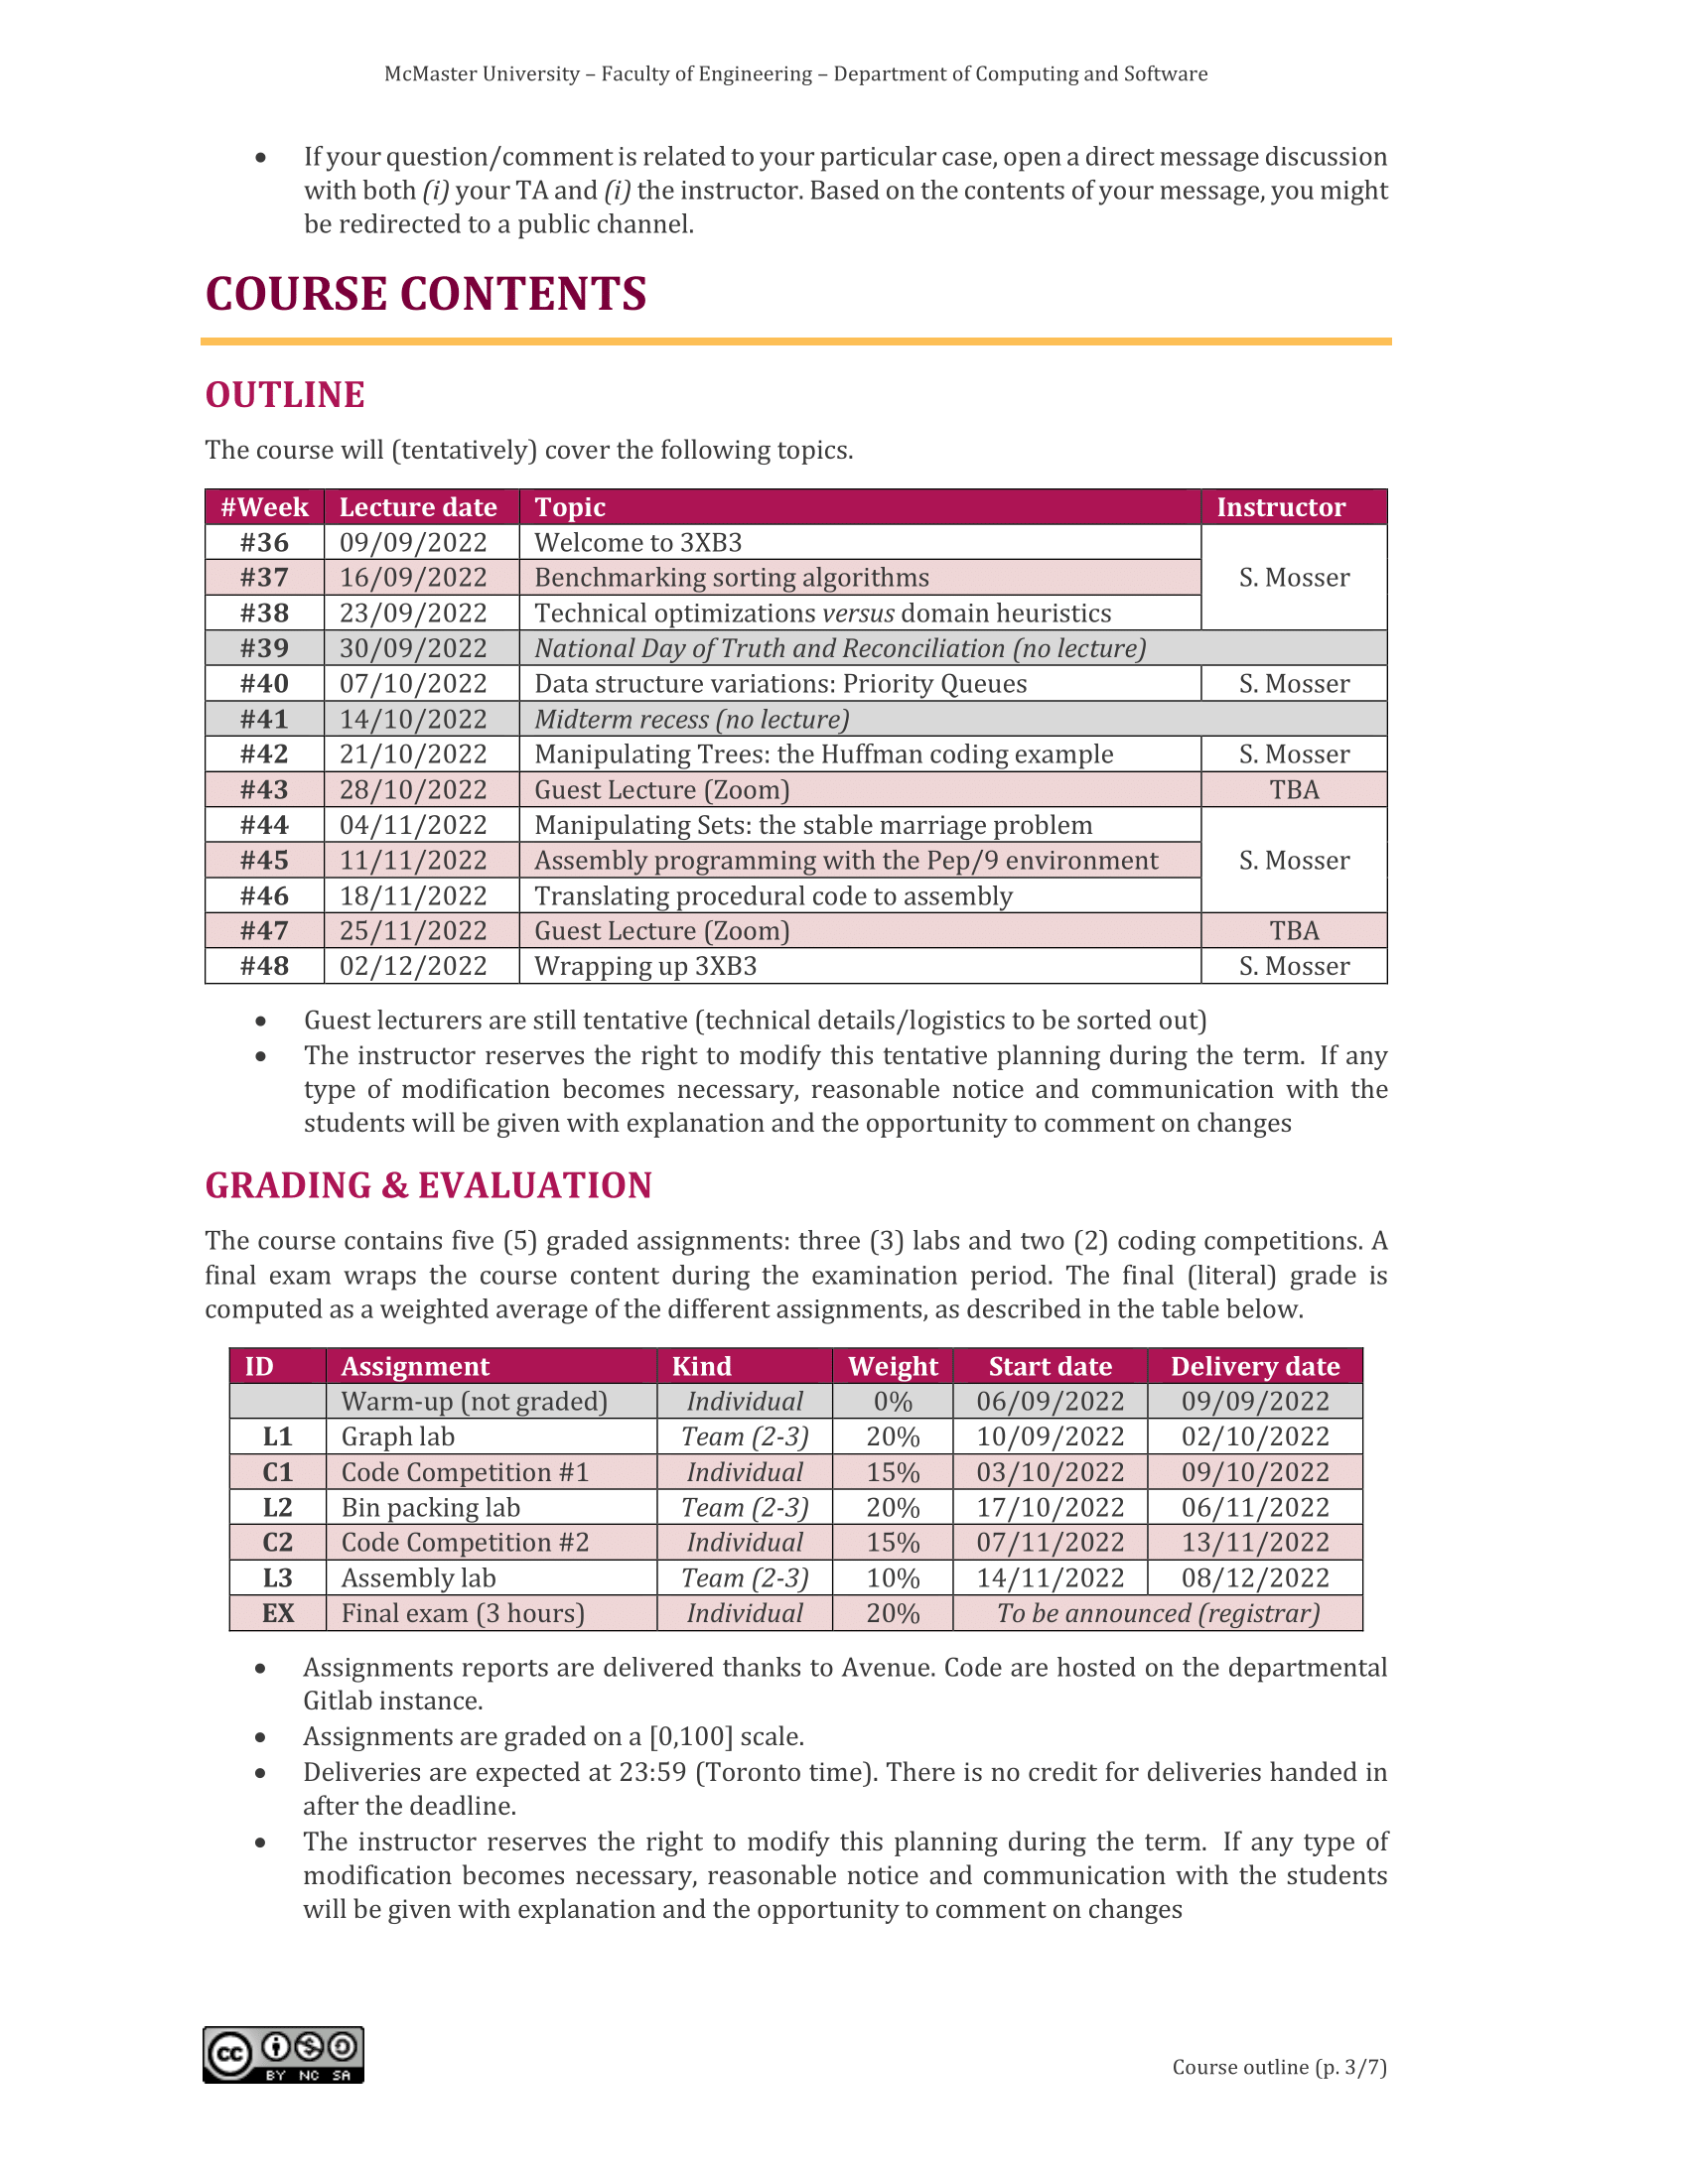 McMaster University – Faculty of Engineering – Department of Computing and Software
• If your question/comment is related to your particular case, open a direct message discussion
with both (i) your TA and (i) the instructor. Based on the contents of your message, you might
be redirected to a public channel.
COURSE CONTENTS
OUTLINE
The course will (tentatively) cover the following topics.
#Week Lecture date Topic Instructor
#36 09/09/2022 Welcome to 3XB3
#37 16/09/2022 Benchmarking sorting algorithms S. Mosser
#38 23/09/2022 Technical optimizations versus domain heuristics
#39 30/09/2022 National Day of Truth and Reconciliation (no lecture)
#40 07/10/2022 Data structure variations: Priority Queues S. Mosser
#41 14/10/2022 Midterm recess (no lecture)
#42 21/10/2022 Manipulating Trees: the Huffman coding example S. Mosser
#43 28/10/2022 Guest Lecture (Zoom) TBA
#44 04/11/2022 Manipulating Sets: the stable marriage problem
#45 11/11/2022 Assembly programming with the Pep/9 environment S. Mosser
#46 18/11/2022 Translating procedural code to assembly
#47 25/11/2022 Guest Lecture (Zoom) TBA
#48 02/12/2022 Wrapping up 3XB3 S. Mosser
• Guest lecturers are still tentative (technical details/logistics to be sorted out)
• The instructor reserves the right to modify this tentative planning during the term. If any
type of modification becomes necessary, reasonable notice and communication with the
students will be given with explanation and the opportunity to comment on changes
GRADING & EVALUATION
The course contains five (5) graded assignments: three (3) labs and two (2) coding competitions. A
final exam wraps the course content during the examination period. The final (literal) grade is
computed as a weighted average of the different assignments, as described in the table below.
ID Assignment Kind Weight Start date Delivery date
Warm-up (not graded) Individual 0% 06/09/2022 09/09/2022
L1 Graph lab Team (2-3) 20% 10/09/2022 02/10/2022
C1 Code Competition #1 Individual 15% 03/10/2022 09/10/2022
L2 Bin packing lab Team (2-3) 20% 17/10/2022 06/11/2022
C2 Code Competition #2 Individual 15% 07/11/2022 13/11/2022
L3 Assembly lab Team (2-3) 10% 14/11/2022 08/12/2022
EX Final exam (3 hours) Individual 20% To be announced (registrar)
• Assignments reports are delivered thanks to Avenue. Code are hosted on the departmental
Gitlab instance.
• Assignments are graded on a [0,100] scale.
• Deliveries are expected at 23:59 (Toronto time). There is no credit for deliveries handed in
after the deadline.
• The instructor reserves the right to modify this planning during the term. If any type of
modification becomes necessary, reasonable notice and communication with the students
will be given with explanation and the opportunity to comment on changes
cc BY NC SA
Course outline (p. 3/7)